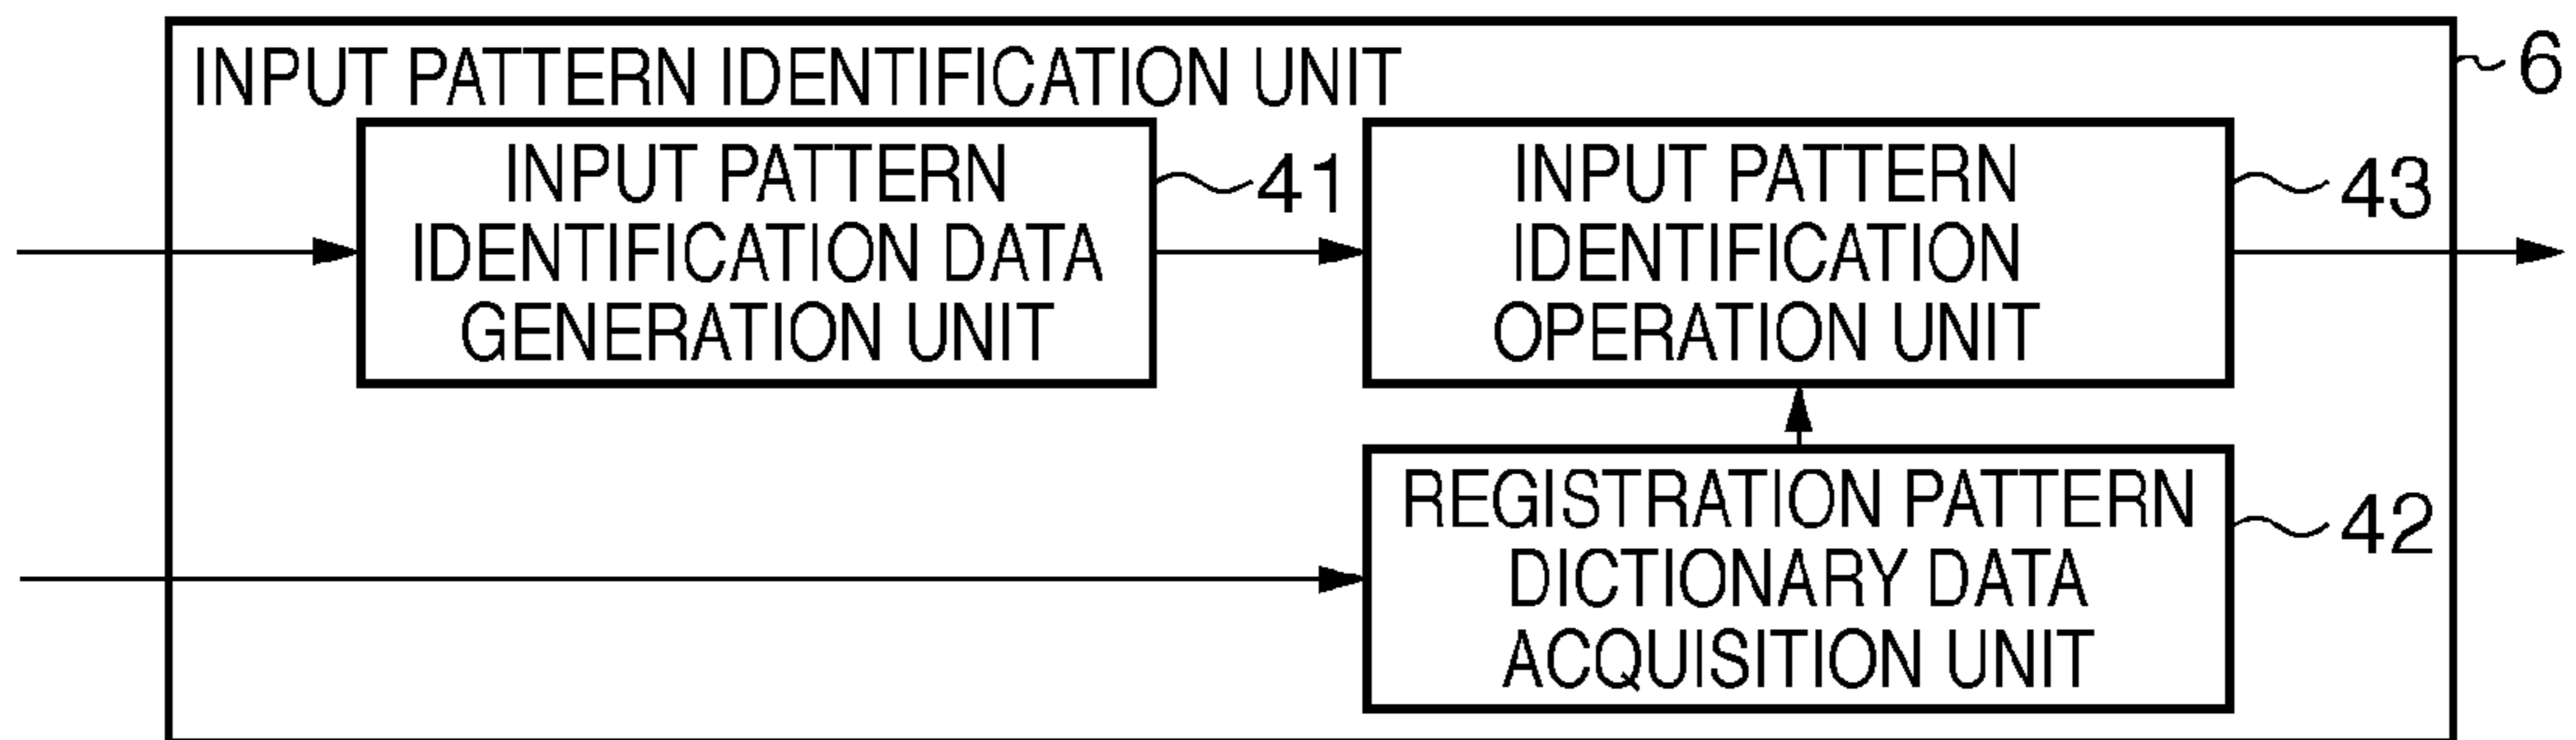 INPUT PATTERN IDENTIFICATION UNIT
6
INPUT PATTERN
IDENTIFICATION DATA
GENERATION UNIT
41
INPUT PATTERN
IDENTIFICATION
OPERATION UNIT
43
REGISTRATION PATTERN
DICTIONARY DATA
ACQUISITION UNIT
42